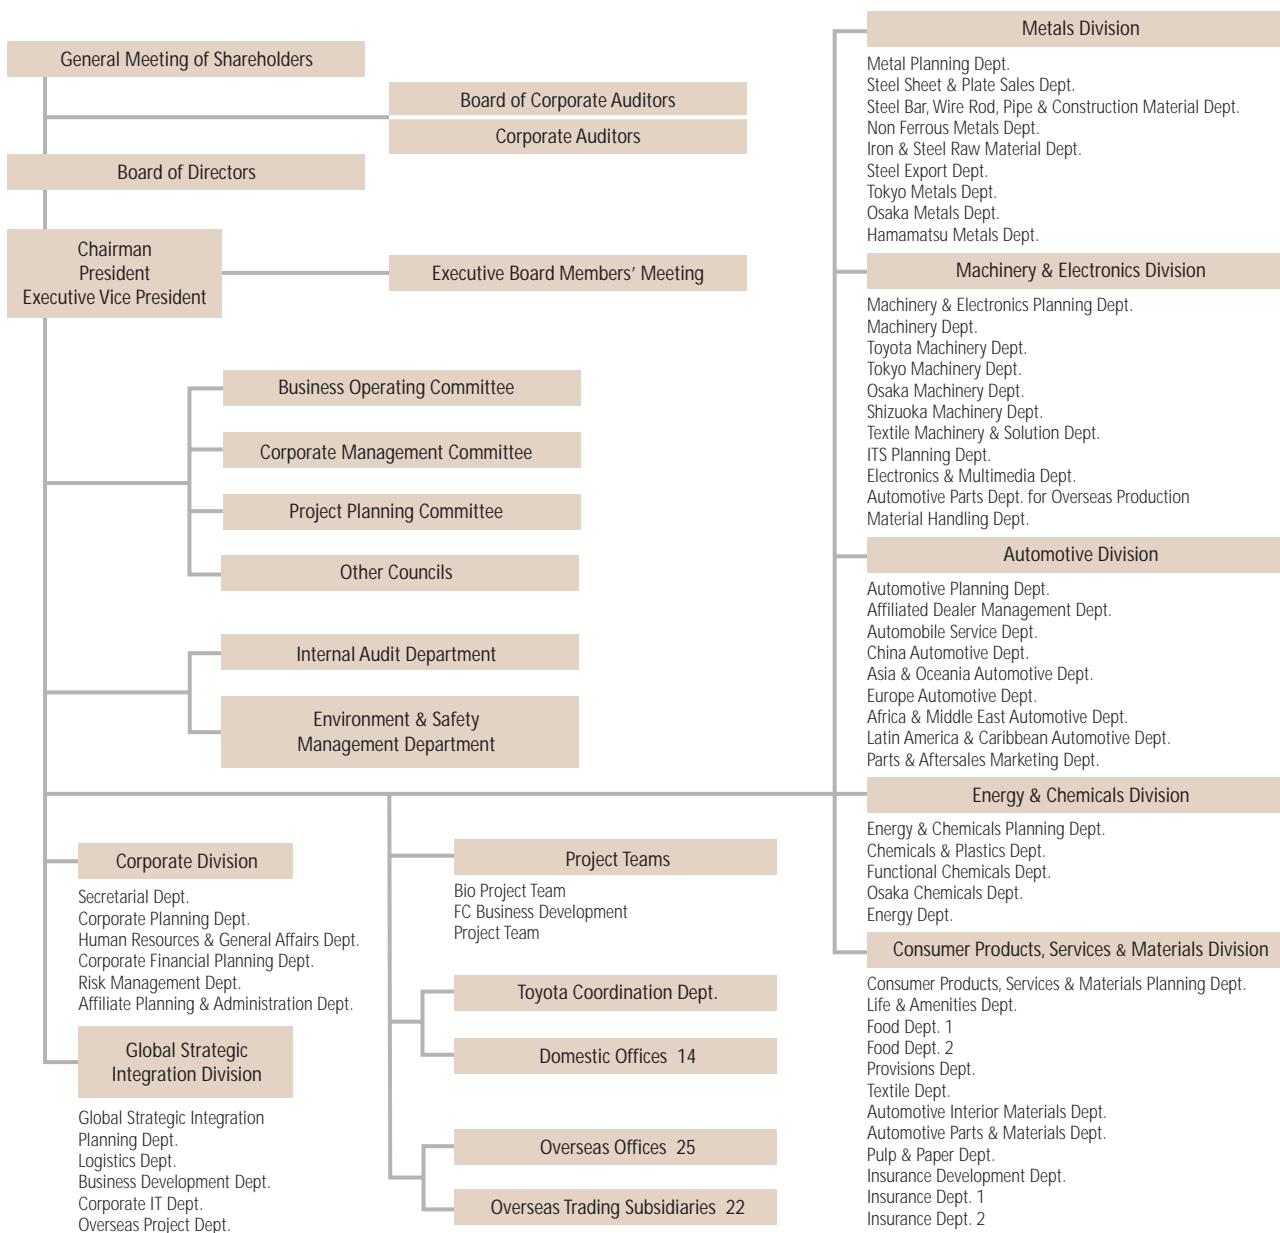 General Meeting of Shareholders
Board of Corporate Auditors
Corporate Auditors
Board of Directors
Chairman
President
Executive Vice President
Executive Board Members’ Meeting
Business Operating Committee
Corporate Management Committee
Project Planning Committee
Other Councils
Internal Audit Department
Environment & Safety
Management Department
Corporate Division
Secretarial Dept.
Corporate Planning Dept.
Human Resources & General Affairs Dept.
Corporate Financial Planning Dept.
Risk Management Dept.
Affiliate Planning & Administration Dept.
Global Strategic
Integration Division
Global Strategic Integration
Planning Dept.
Logistics Dept.
Business Development Dept.
Corporate IT Dept.
Overseas Project Dept.
Project Teams
Bio Project Team
FC Business Development
Project Team
Toyota Coordination Dept.
Domestic Offices 14
Overseas Offices 25
Overseas Trading Subsidiaries 22
Metals Division
Metal Planning Dept.
Steel Sheet & Plate Sales Dept.
Steel Bar, Wire Rod, Pipe & Construction Material Dept.
Non Ferrous Metals Dept.
Iron & Steel Raw Material Dept.
Steel Export Dept.
Tokyo Metals Dept.
Osaka Metals Dept.
Hamamatsu Metals Dept.
Machinery & Electronics Division
Machinery & Electronics Planning Dept.
Machinery Dept.
Toyota Machinery Dept.
Tokyo Machinery Dept.
Osaka Machinery Dept.
Shizuoka Machinery Dept.
Textile Machinery & Solution Dept.
ITS Planning Dept.
Electronics & Multimedia Dept.
Automotive Parts Dept. for Overseas Production
Material Handling Dept.
Automotive Division
Automotive Planning Dept.
Affiliated Dealer Management Dept.
Automobile Service Dept.
China Automotive Dept.
Asia & Oceania Automotive Dept.
Europe Automotive Dept.
Africa & Middle East Automotive Dept.
Latin America & Caribbean Automotive Dept.
Parts & Aftersales Marketing Dept.
Energy & Chemicals Division
Energy & Chemicals Planning Dept.
Chemicals & Plastics Dept.
Functional Chemicals Dept.
Osaka Chemicals Dept.
Energy Dept.
Consumer Products, Services & Materials Division
Consumer Products, Services & Materials Planning Dept.
Life & Amenities Dept.
Food Dept. 1
Food Dept. 2
Provisions Dept.
Textile Dept.
Automotive Interior Materials Dept.
Automotive Parts & Materials Dept.
Pulp & Paper Dept.
Insurance Development Dept.
Insurance Dept. 1
Insurance Dept. 2